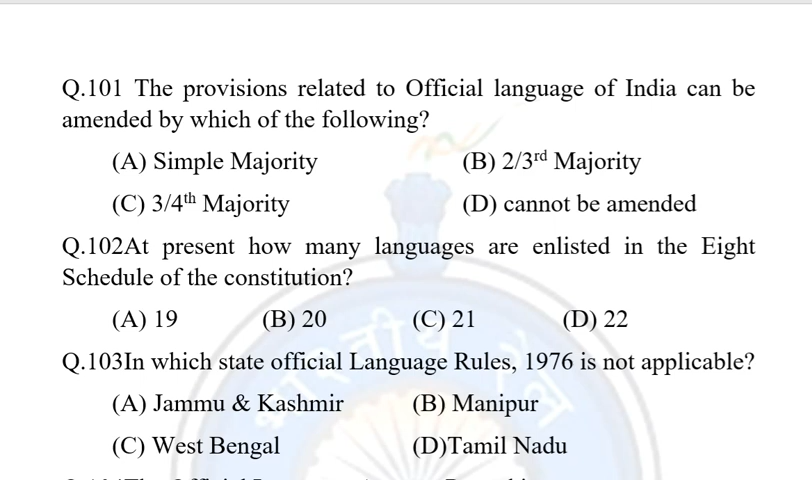 Q.101 The provisions related to Official language of India can be
amended by which of the following?
(A) Simple Majority (B) 2/3rd Majority
(C) 3/4th Majority (D) cannot be amended
Q.102At present how many languages are enlisted in the Eight
Schedule of the constitution?
(A) 19 (B) 20 (C) 21 (D) 22
Q.103In which state official Language Rules, 1976 is not applicable?
(A) Jammu & Kashmir (B) Manipur
(C) West Bengal (D)Tamil Nadu